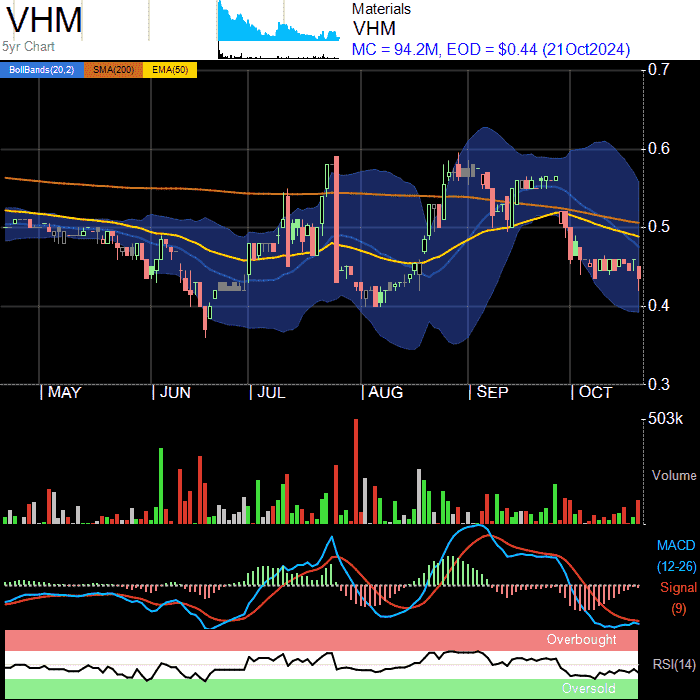 VHM
5yr Chart
Materials
VHM
MC = 94.2M, EOD = $0.44 (21Oct2024)
BollBands(20,2) SMA(200) EMA(50)
0.7
0.6
0.5
0.4
0.3
MAY JUN JUL AUG SEP OCT
503k
Volume
MACD
(12-26)
Signal
(9)
Overbought
RSI(14)
Oversold